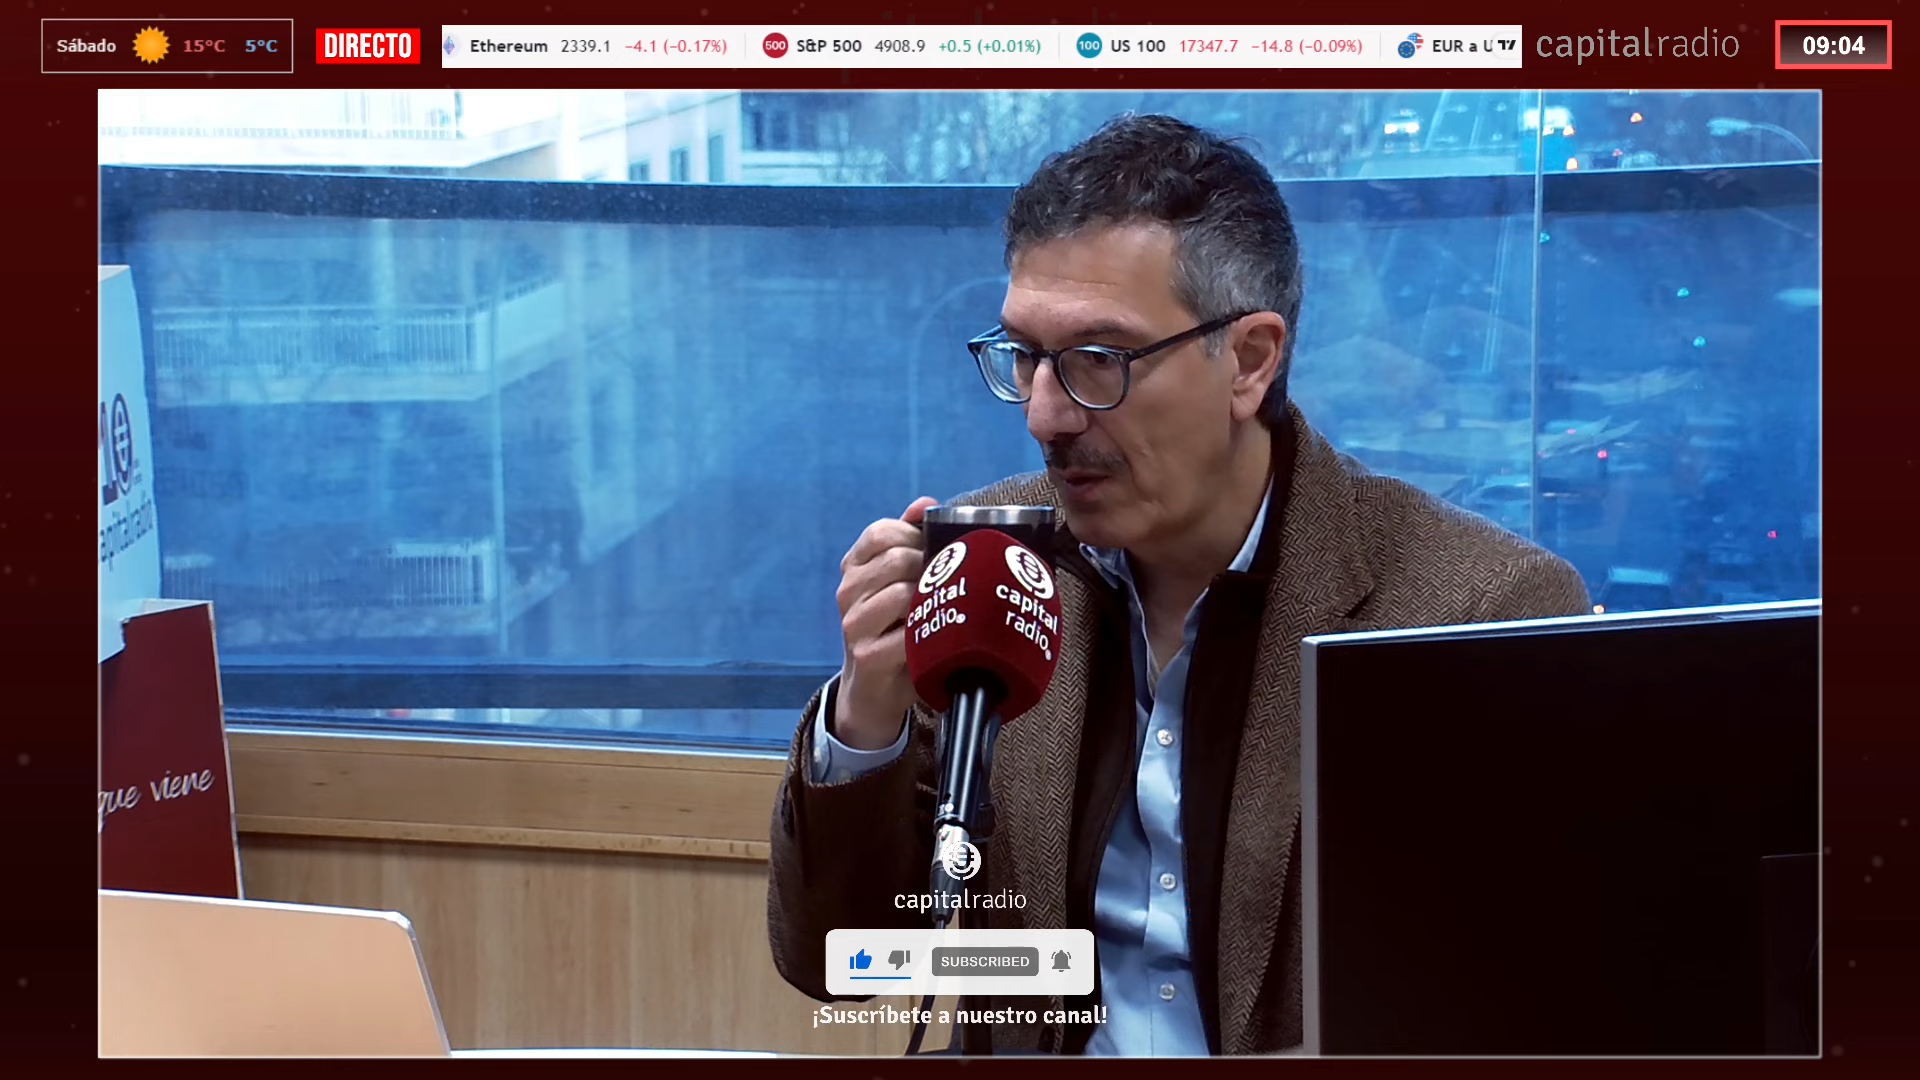 Sábado 15°C 5°C
DIRECTO
Ethereum 2339.1 −4.1 (−0.17%)
500 S&P 500 4908.9 +0.5 (+0.01%)
100 US 100 17347.7 −14.8 (−0.09%)
EUR a U
capitalradio
09:04
10
capitalradio
que viene
capital
radio
capital
radio
capitalradio
SUBSCRIBED
¡Suscríbete a nuestro canal!